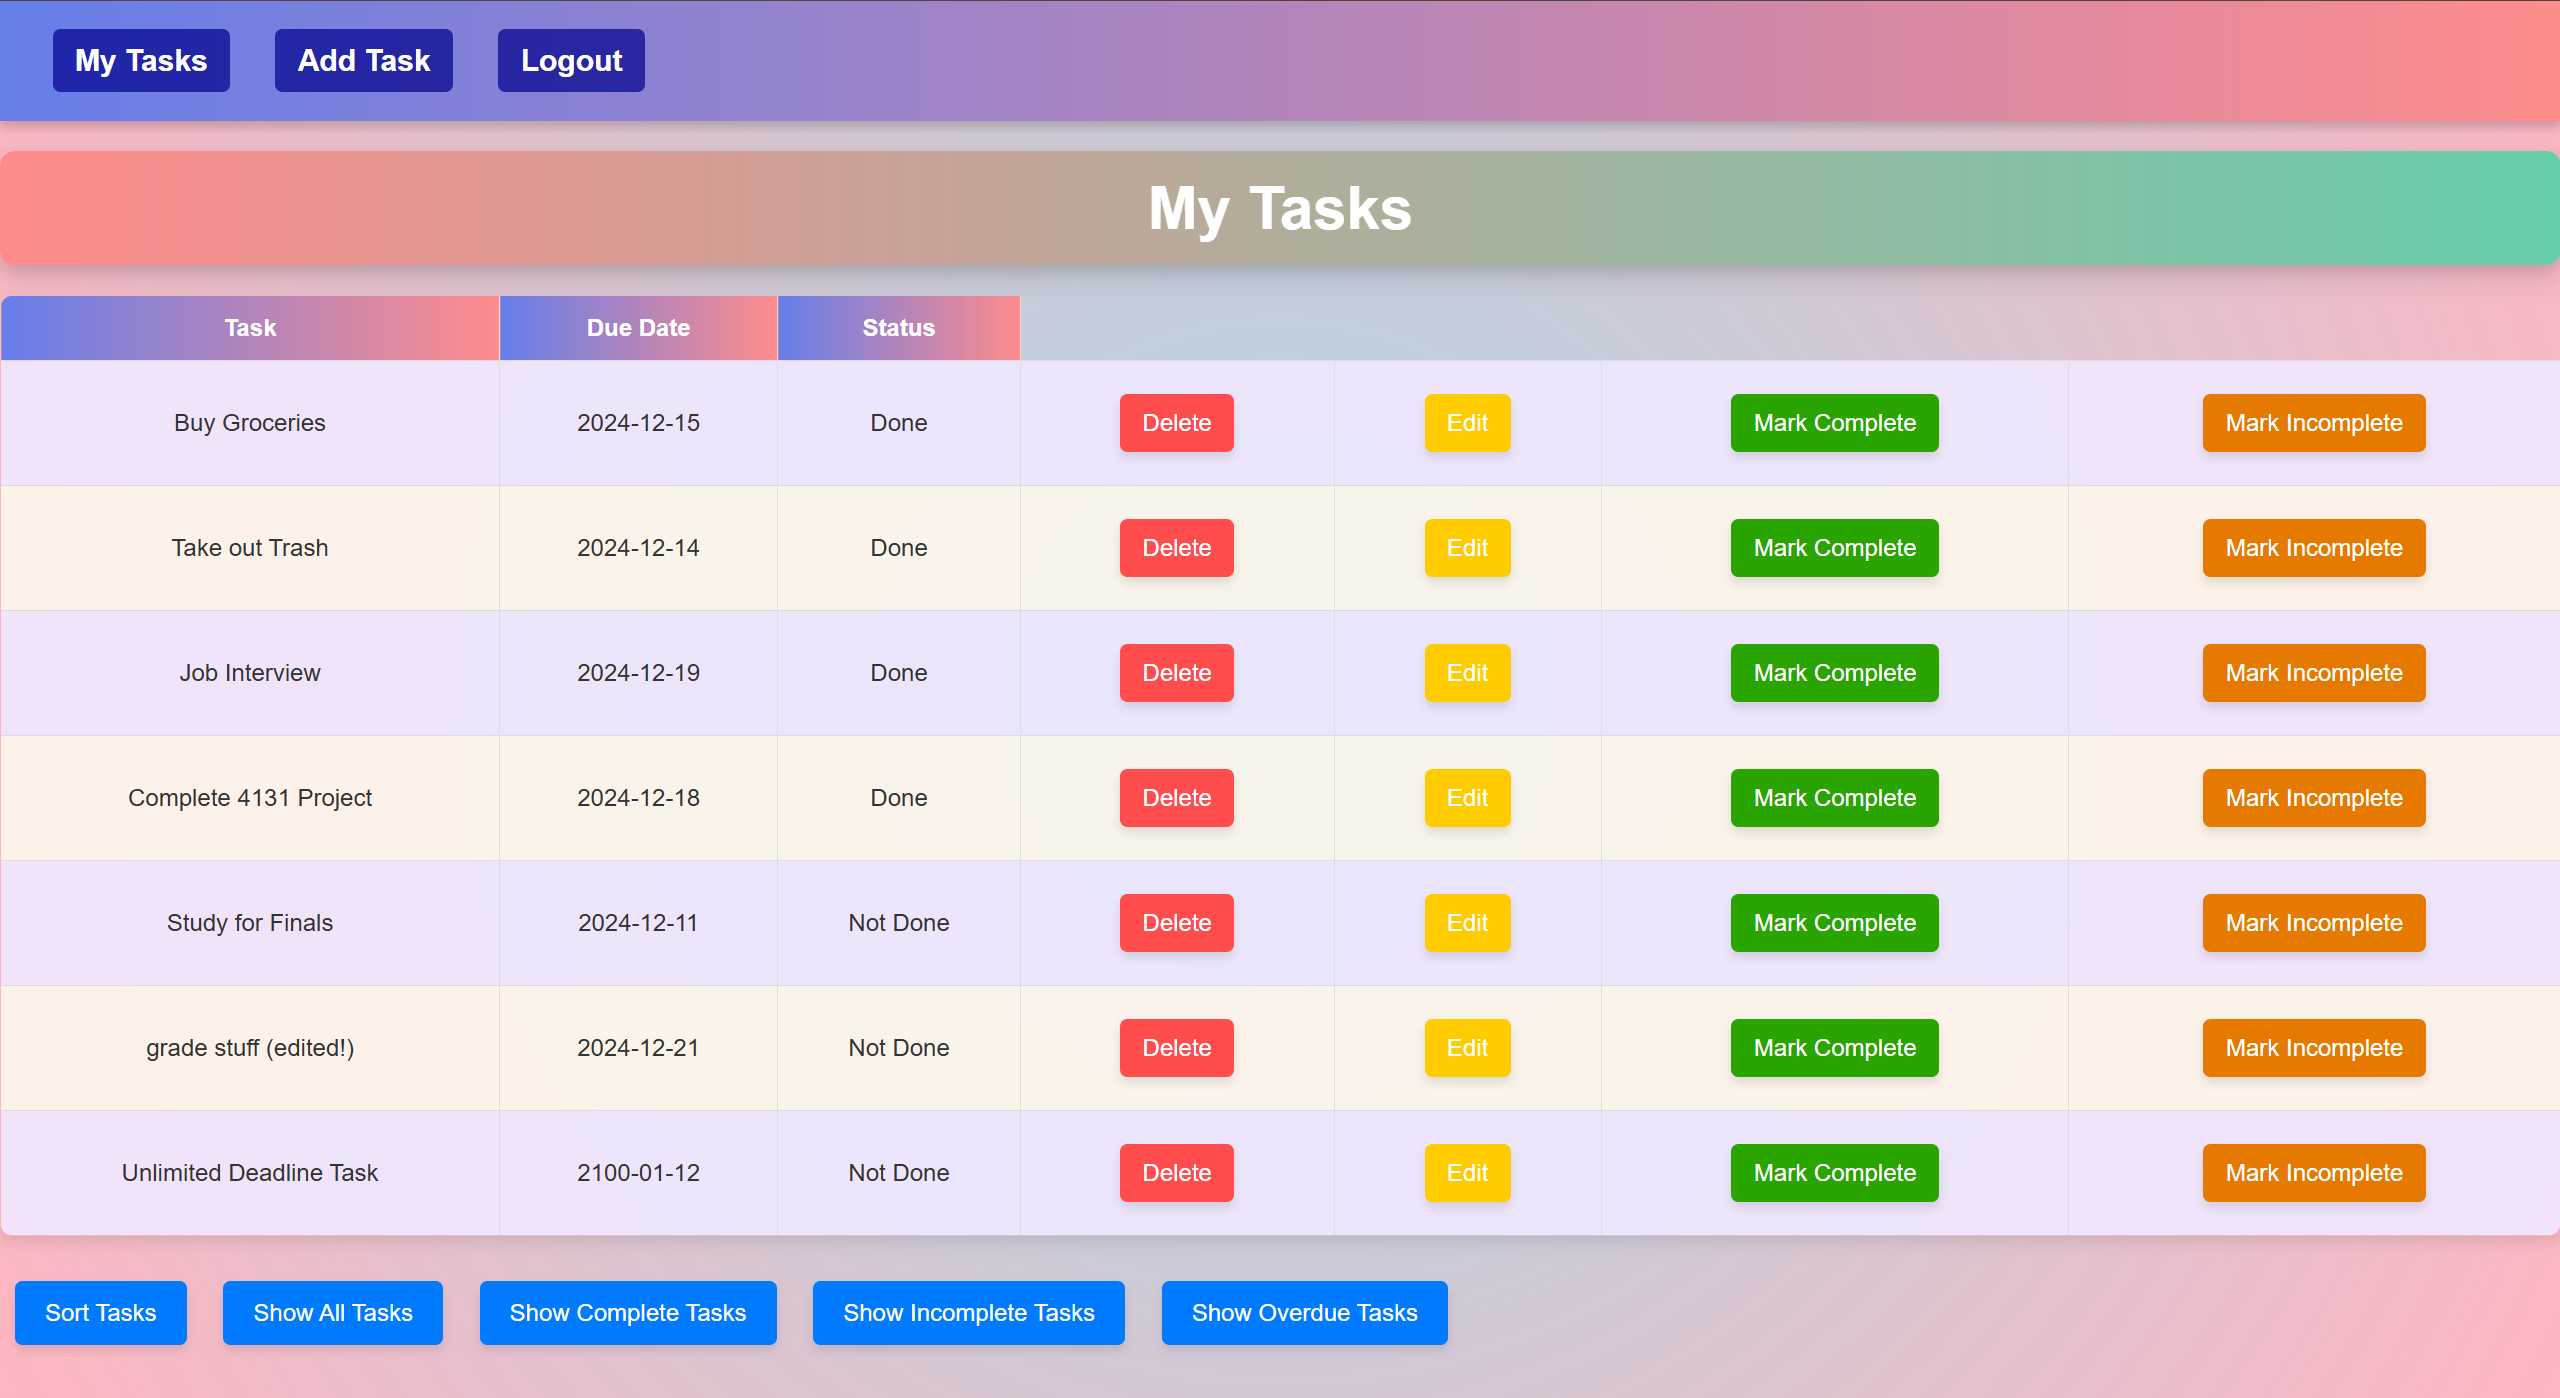 My Tasks Add Task Logout
My Tasks
Task Due Date Status
Buy Groceries 2024-12-15 Done Delete Edit Mark Complete Mark Incomplete
Take out Trash 2024-12-14 Done Delete Edit Mark Complete Mark Incomplete
Job Interview 2024-12-19 Done Delete Edit Mark Complete Mark Incomplete
Complete 4131 Project 2024-12-18 Done Delete Edit Mark Complete Mark Incomplete
Study for Finals 2024-12-11 Not Done Delete Edit Mark Complete Mark Incomplete
grade stuff (edited!) 2024-12-21 Not Done Delete Edit Mark Complete Mark Incomplete
Unlimited Deadline Task 2100-01-12 Not Done Delete Edit Mark Complete Mark Incomplete
Sort Tasks Show All Tasks Show Complete Tasks Show Incomplete Tasks Show Overdue Tasks